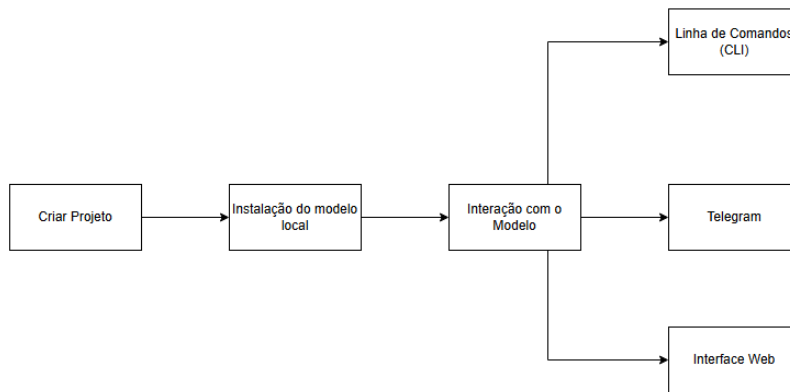 Linha de Comandos
(CLI)
Criar Projeto
Instalação do modelo
local
Interação com o
Modelo
Telegram
Interface Web